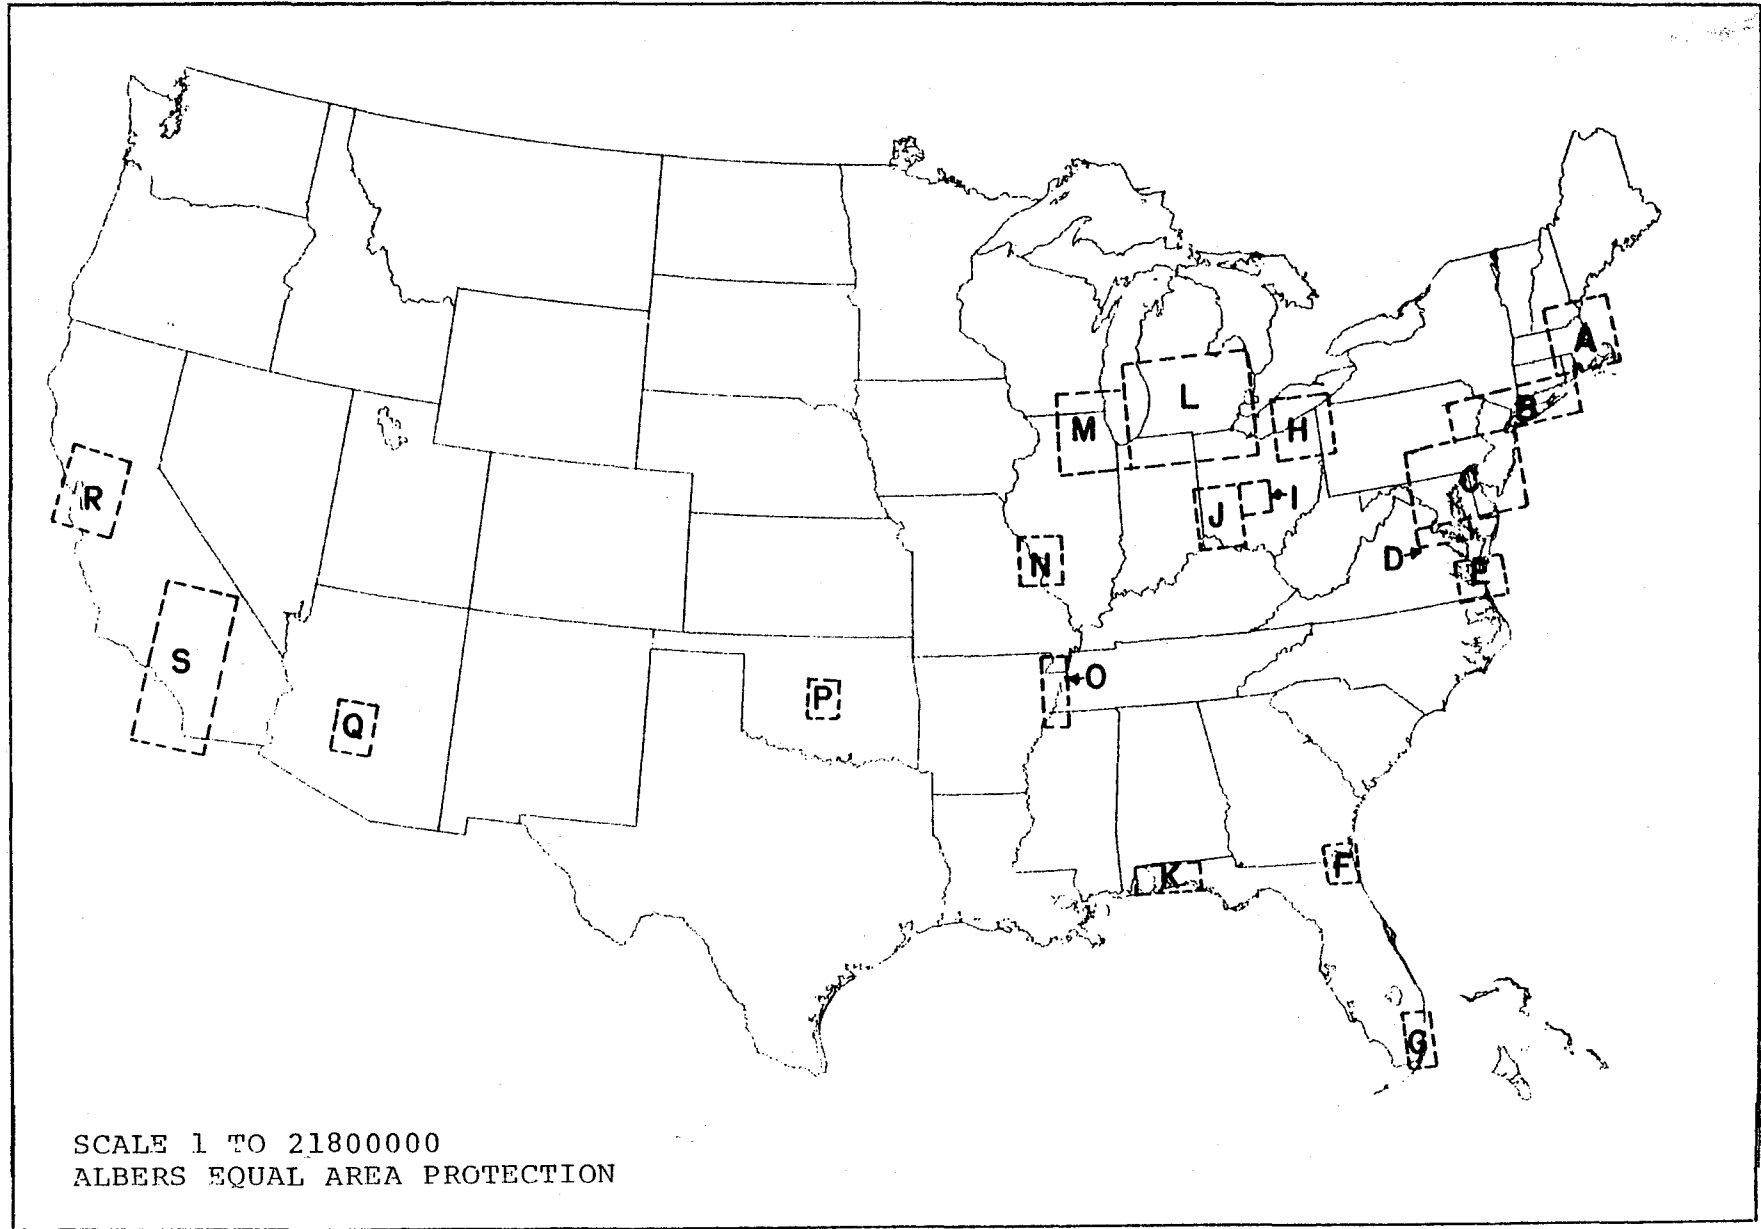 A
B
L
M
H
C
R
J
I
N
D
E
S
O
P
Q
F
K
G
SCALE 1 TO 21800000
ALBERS EQUAL AREA PROTECTION